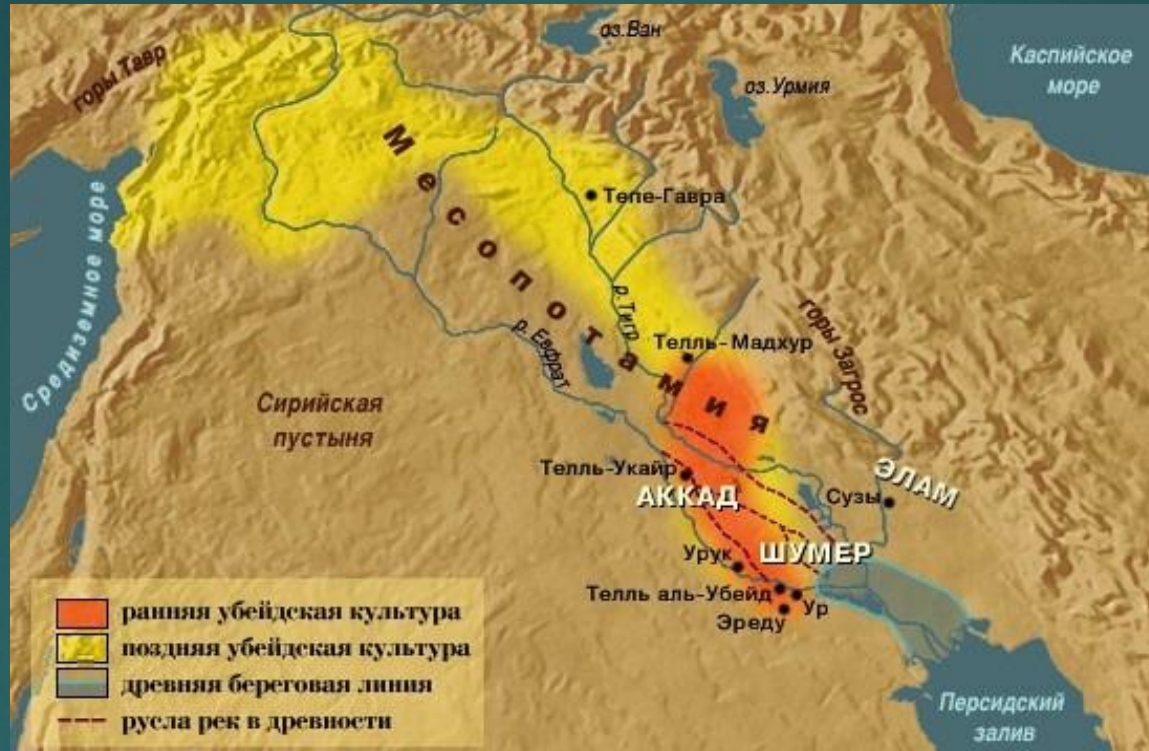 оз.Ван
Каспийское
море
горы Тавр
оз.Урмия
Месопотамия
Тепе-Гавра
Средиземное море
р.Тигр
р.Евфрат
горы Загрос
Телль-Мадхур
Сирийская
пустыня
Телль-Укайр
АККАД
Сузы
ЭЛАМ
Урук
ШУМЕР
Телль аль-Убейд
Ур
Эреду
ранняя убейдская культура
поздняя убейдская культура
древняя береговая линия
русла рек в древности
Персидский
залив